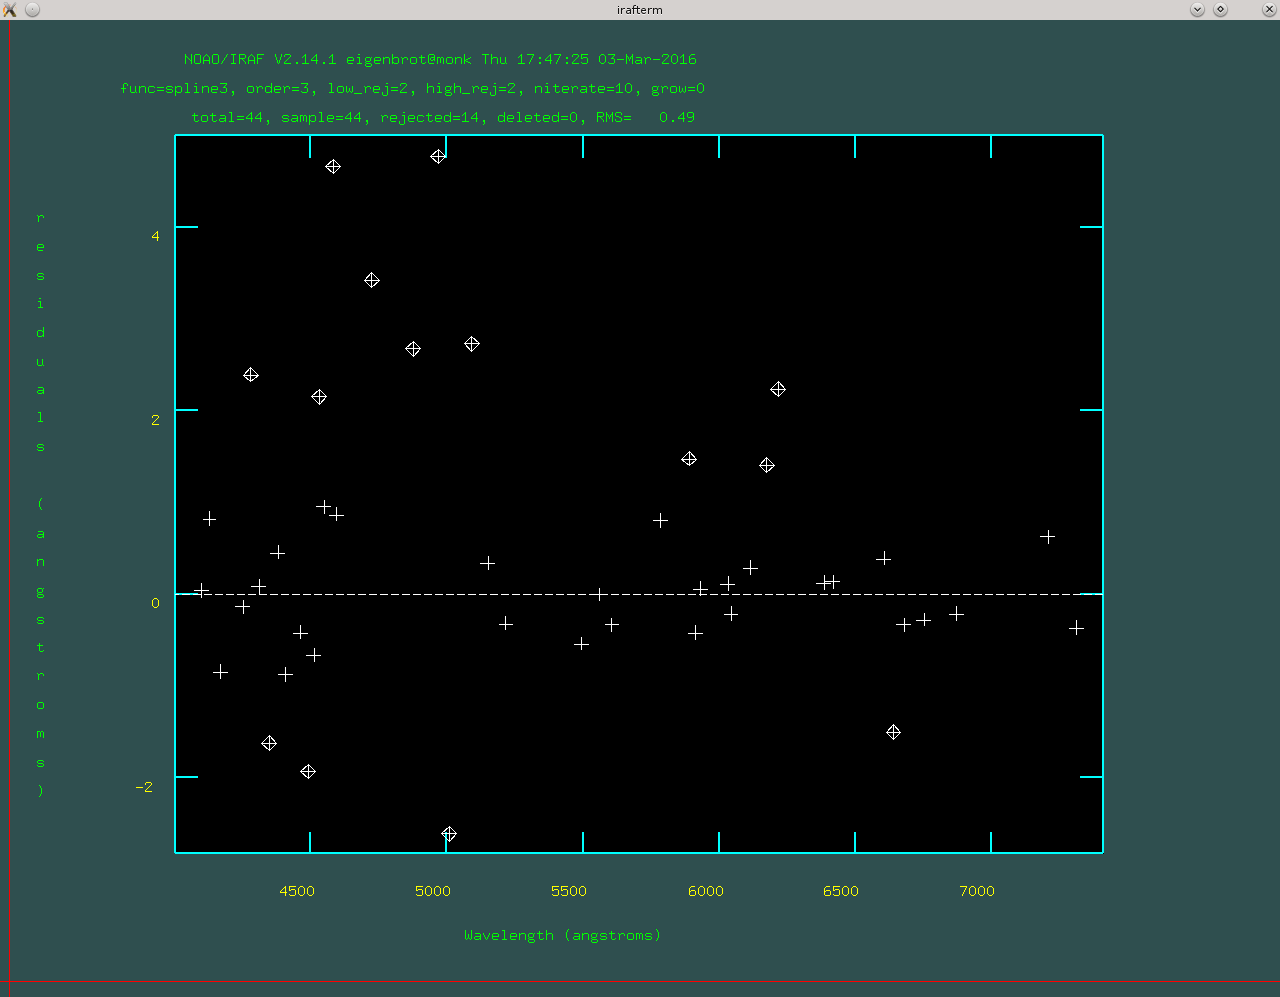 irafterm
NOAO/IRAF V2.14.1 eigenbrot@monk Thu 17:47:25 03-Mar-2016
func=spline3, order=3, low_rej=2, high_rej=2, niterate=10, grow=0
total=44, sample=44, rejected=14, deleted=0, RMS= 0.49
residuals (angstroms)
4
2
0
-2
4500 5000 5500 6000 6500 7000
Wavelength (angstroms)